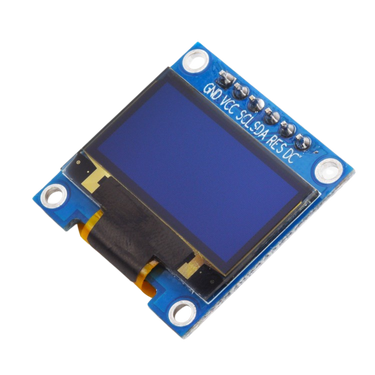 GND VCC SCL SDA RES DC